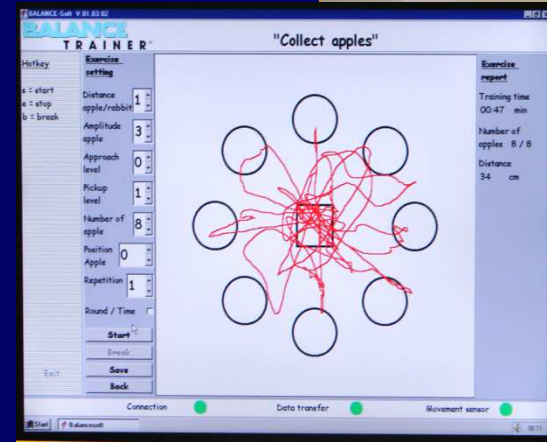 BALANCE-Soft V.01.03.02
BALANCE
TRAINER
"Collect apples"
Hotkey
s = start
e = stop
b = break
Exercise
setting
Distance
apple/rabbit 1
Amplitude
apple 3
Approach
level 0
Pickup
level 1
Number of
apple 8
Position
Apple 0
Repetition 1
Round / Time
Start
Break
Save
Back
Exit
Exercise
report
Training time
00:47 min
Number of
apples 8 / 8
Distance
34 cm
Connection
Data transfer
Movement sensor
Start
Balancesoft